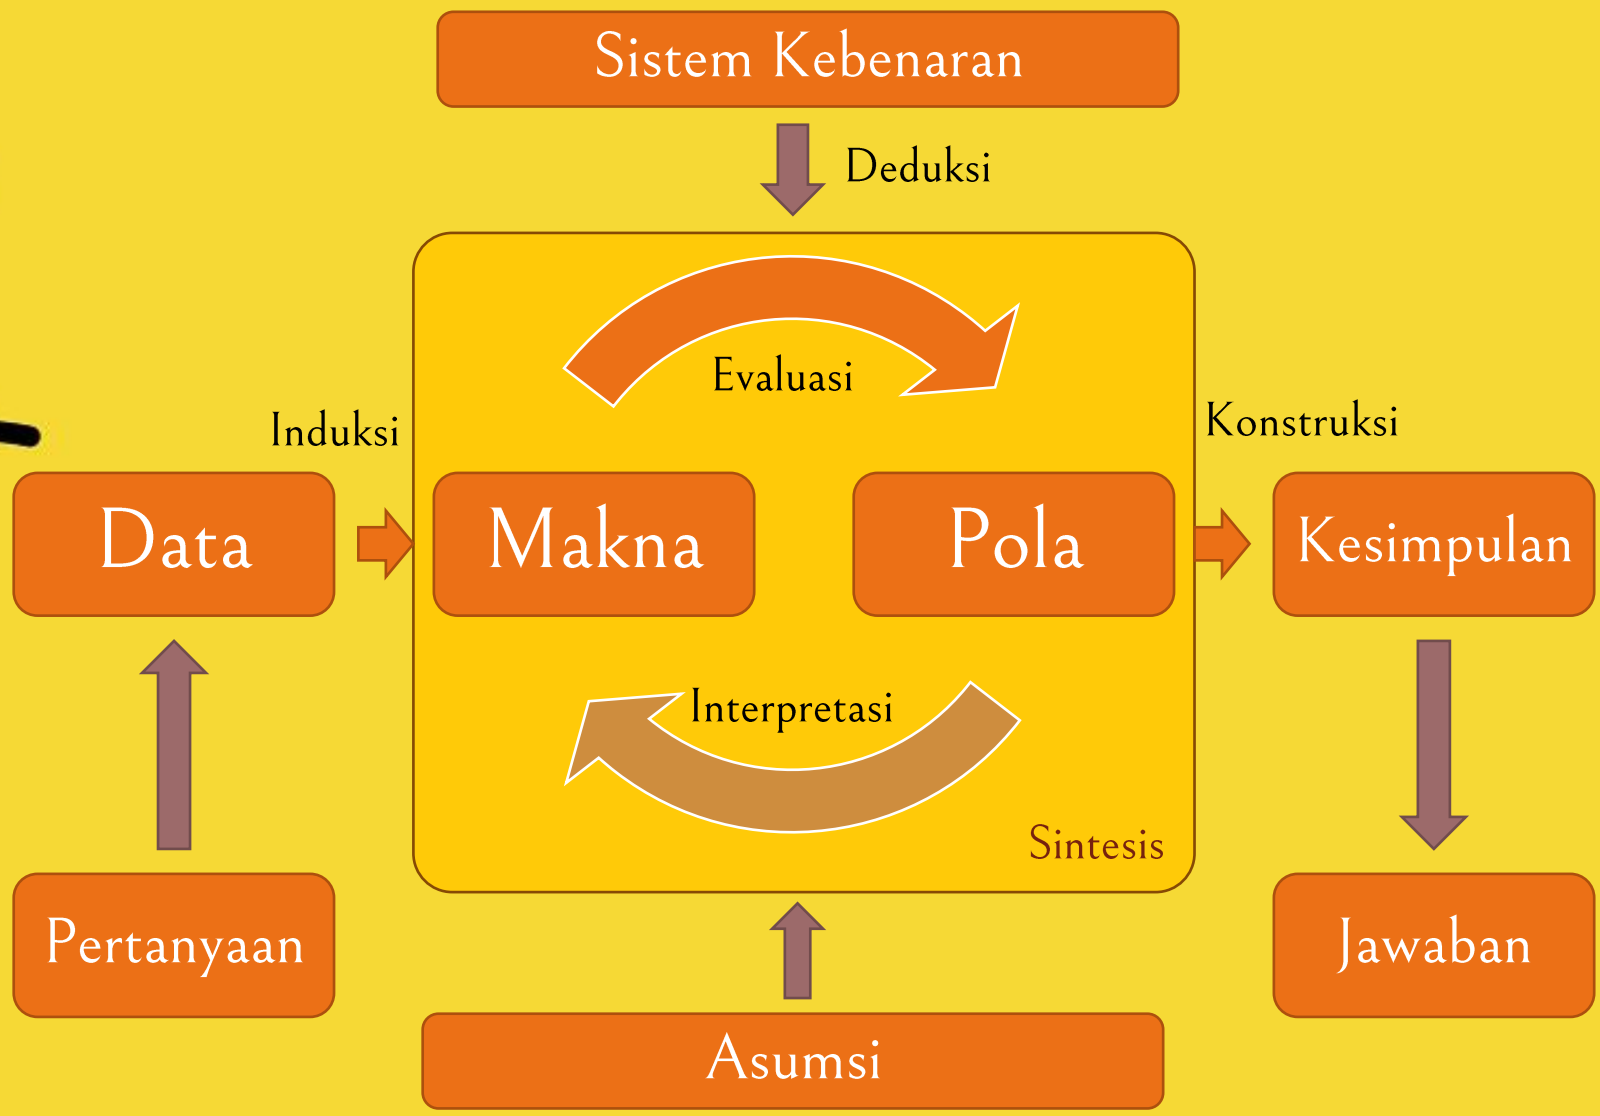 Sistem Kebenaran
Deduksi
Evaluasi
Induksi
Konstruksi
Data
Makna
Pola
Kesimpulan
Interpretasi
Sintesis
Pertanyaan
Jawaban
Asumsi